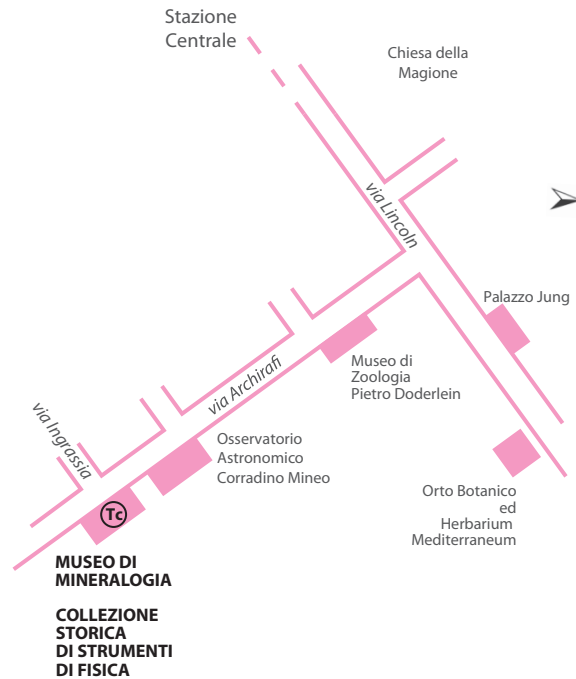 Stazione
Centrale
Chiesa della
Magione
via Lincoln
Palazzo Jung
Museo di
Zoologia
Pietro Doderlein
via Archirafi
via Ingrassia
Osservatorio
Astronomico
Corradino Mineo
Orto Botanico
ed
Herbarium
Mediterraneum
Tc
MUSEO DI
MINERALOGIA
COLLEZIONE
STORICA
DI STRUMENTI
DI FISICA